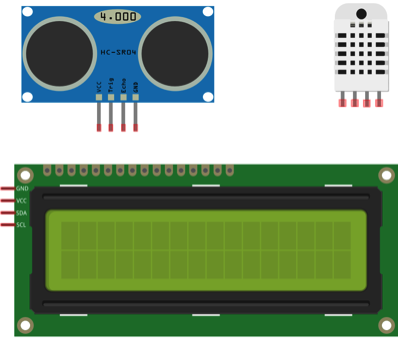 4.000
HC-SR04
VCC
Trig
Echo
GND
GND
VCC
SDA
SCL